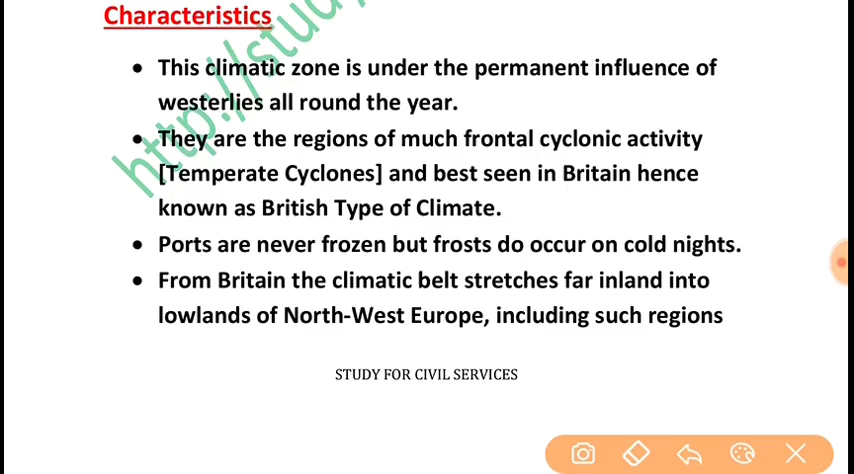 Characteristics
• This climatic zone is under the permanent influence of
westerlies all round the year.
• They are the regions of much frontal cyclonic activity
[Temperate Cyclones] and best seen in Britain hence
known as British Type of Climate.
• Ports are never frozen but frosts do occur on cold nights.
• From Britain the climatic belt stretches far inland into
lowlands of North-West Europe, including such regions
STUDY FOR CIVIL SERVICES
http://study